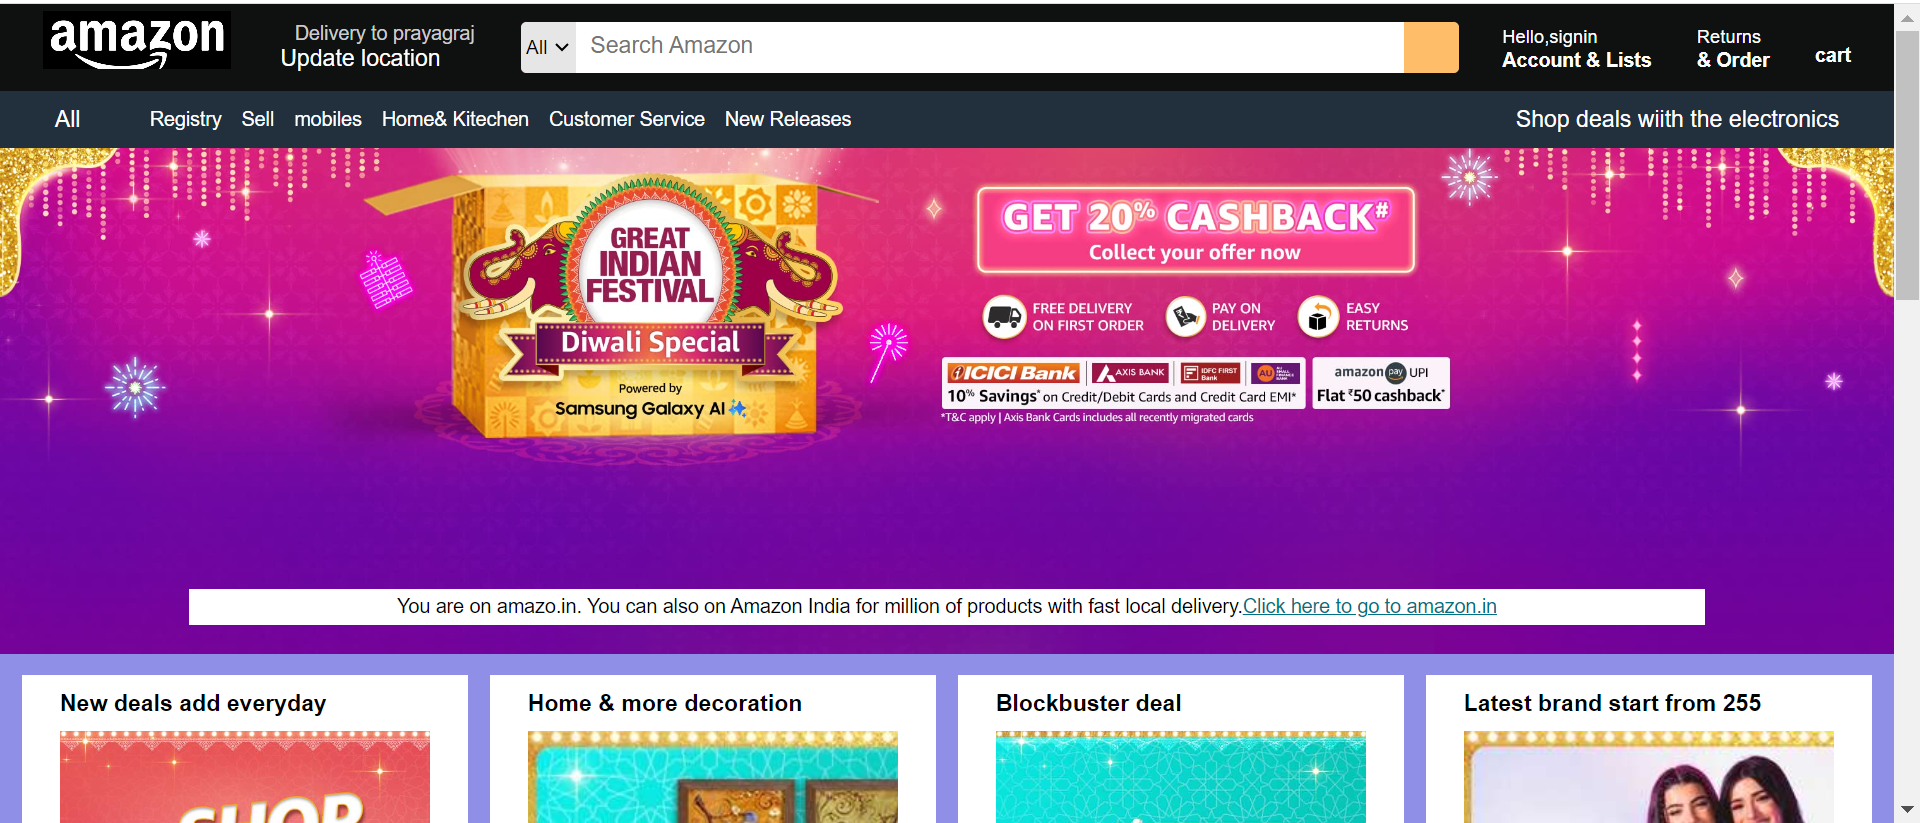 amazon
Delivery to prayagraj
Update location
All
Search Amazon
Hello,signin
Account & Lists
Returns
& Order
cart
All
Registry Sell mobiles Home& Kitechen Customer Service New Releases
Shop deals wiith the electronics
GREAT
INDIAN
FESTIVAL
Diwali Special
Powered by
Samsung Galaxy AI
GET 20% CASHBACK#
Collect your offer now
FREE DELIVERY
ON FIRST ORDER
PAY ON
DELIVERY
EASY
RETURNS
ICICI Bank
AXIS BANK
IDFC FIRST
Bank
AU
SMALL
FINANCE
BANK
10% Savings* on Credit/Debit Cards and Credit Card EMI*
amazon pay UPI
Flat ₹50 cashback*
*T&C apply | Axis Bank Cards includes all recently migrated cards
You are on amazo.in. You can also on Amazon India for million of products with fast local delivery.Click here to go to amazon.in
New deals add everyday
Home & more decoration
Blockbuster deal
Latest brand start from 255
SHOP